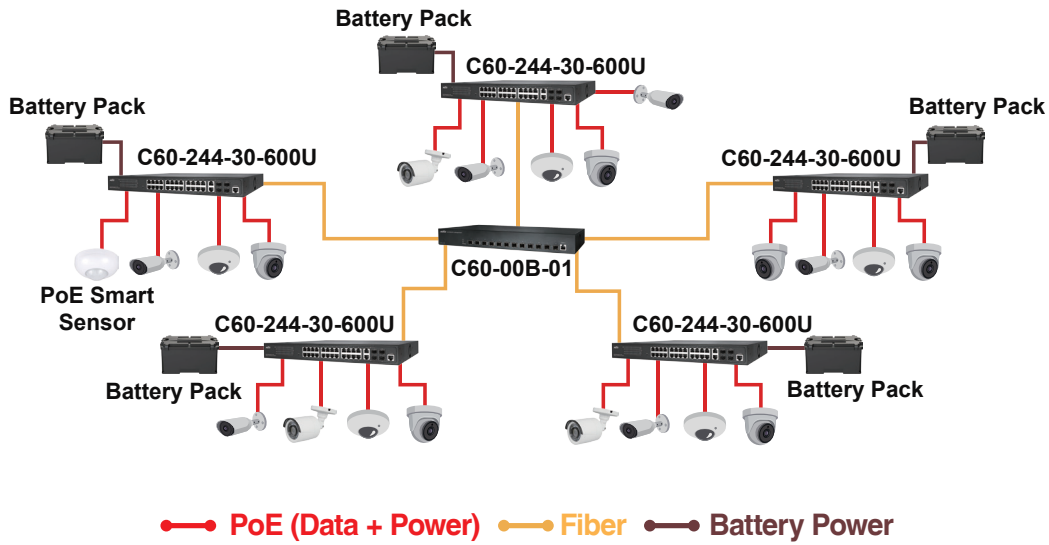 Battery Pack
C60-244-30-600U
Battery Pack
C60-244-30-600U
Battery Pack
C60-244-30-600U
C60-00B-01
PoE Smart
Sensor
C60-244-30-600U
Battery Pack
C60-244-30-600U
Battery Pack
PoE (Data + Power)
Fiber
Battery Power